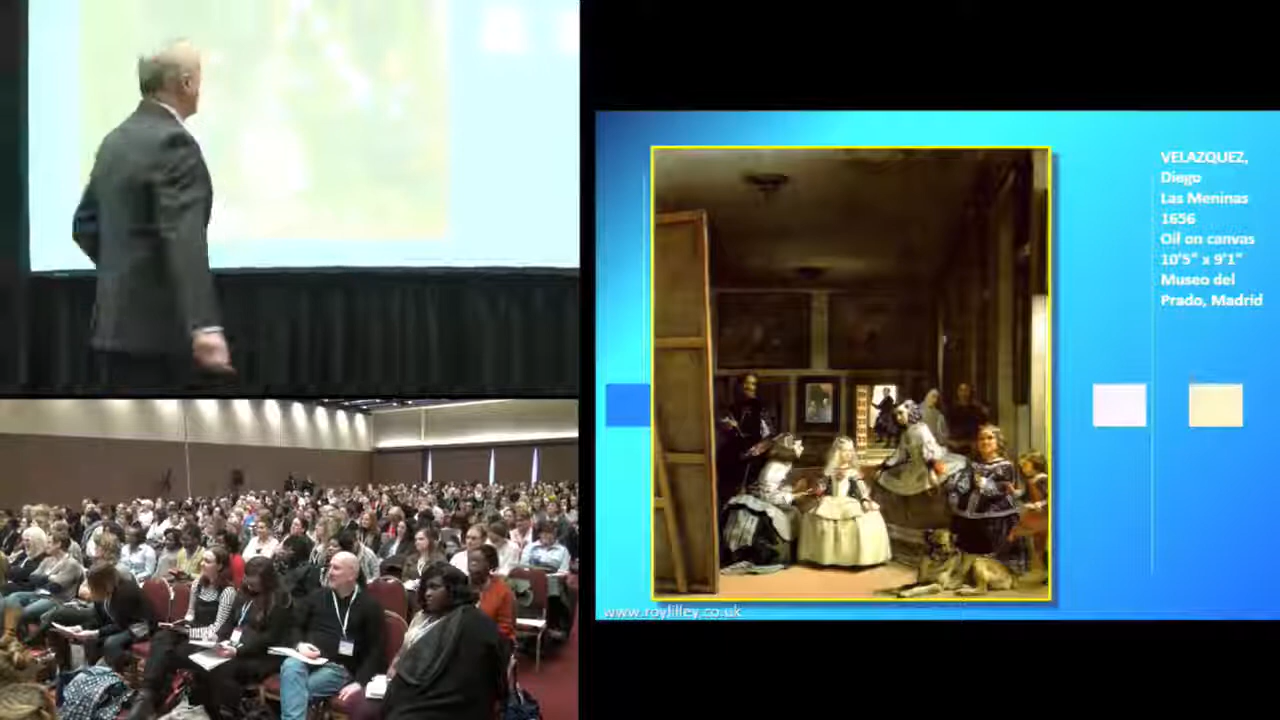 VELAZQUEZ,
Diego
Las Meninas
1656
Oil on canvas
10'5" x 9'1"
Museo del
Prado, Madrid
www.roylilley.co.uk